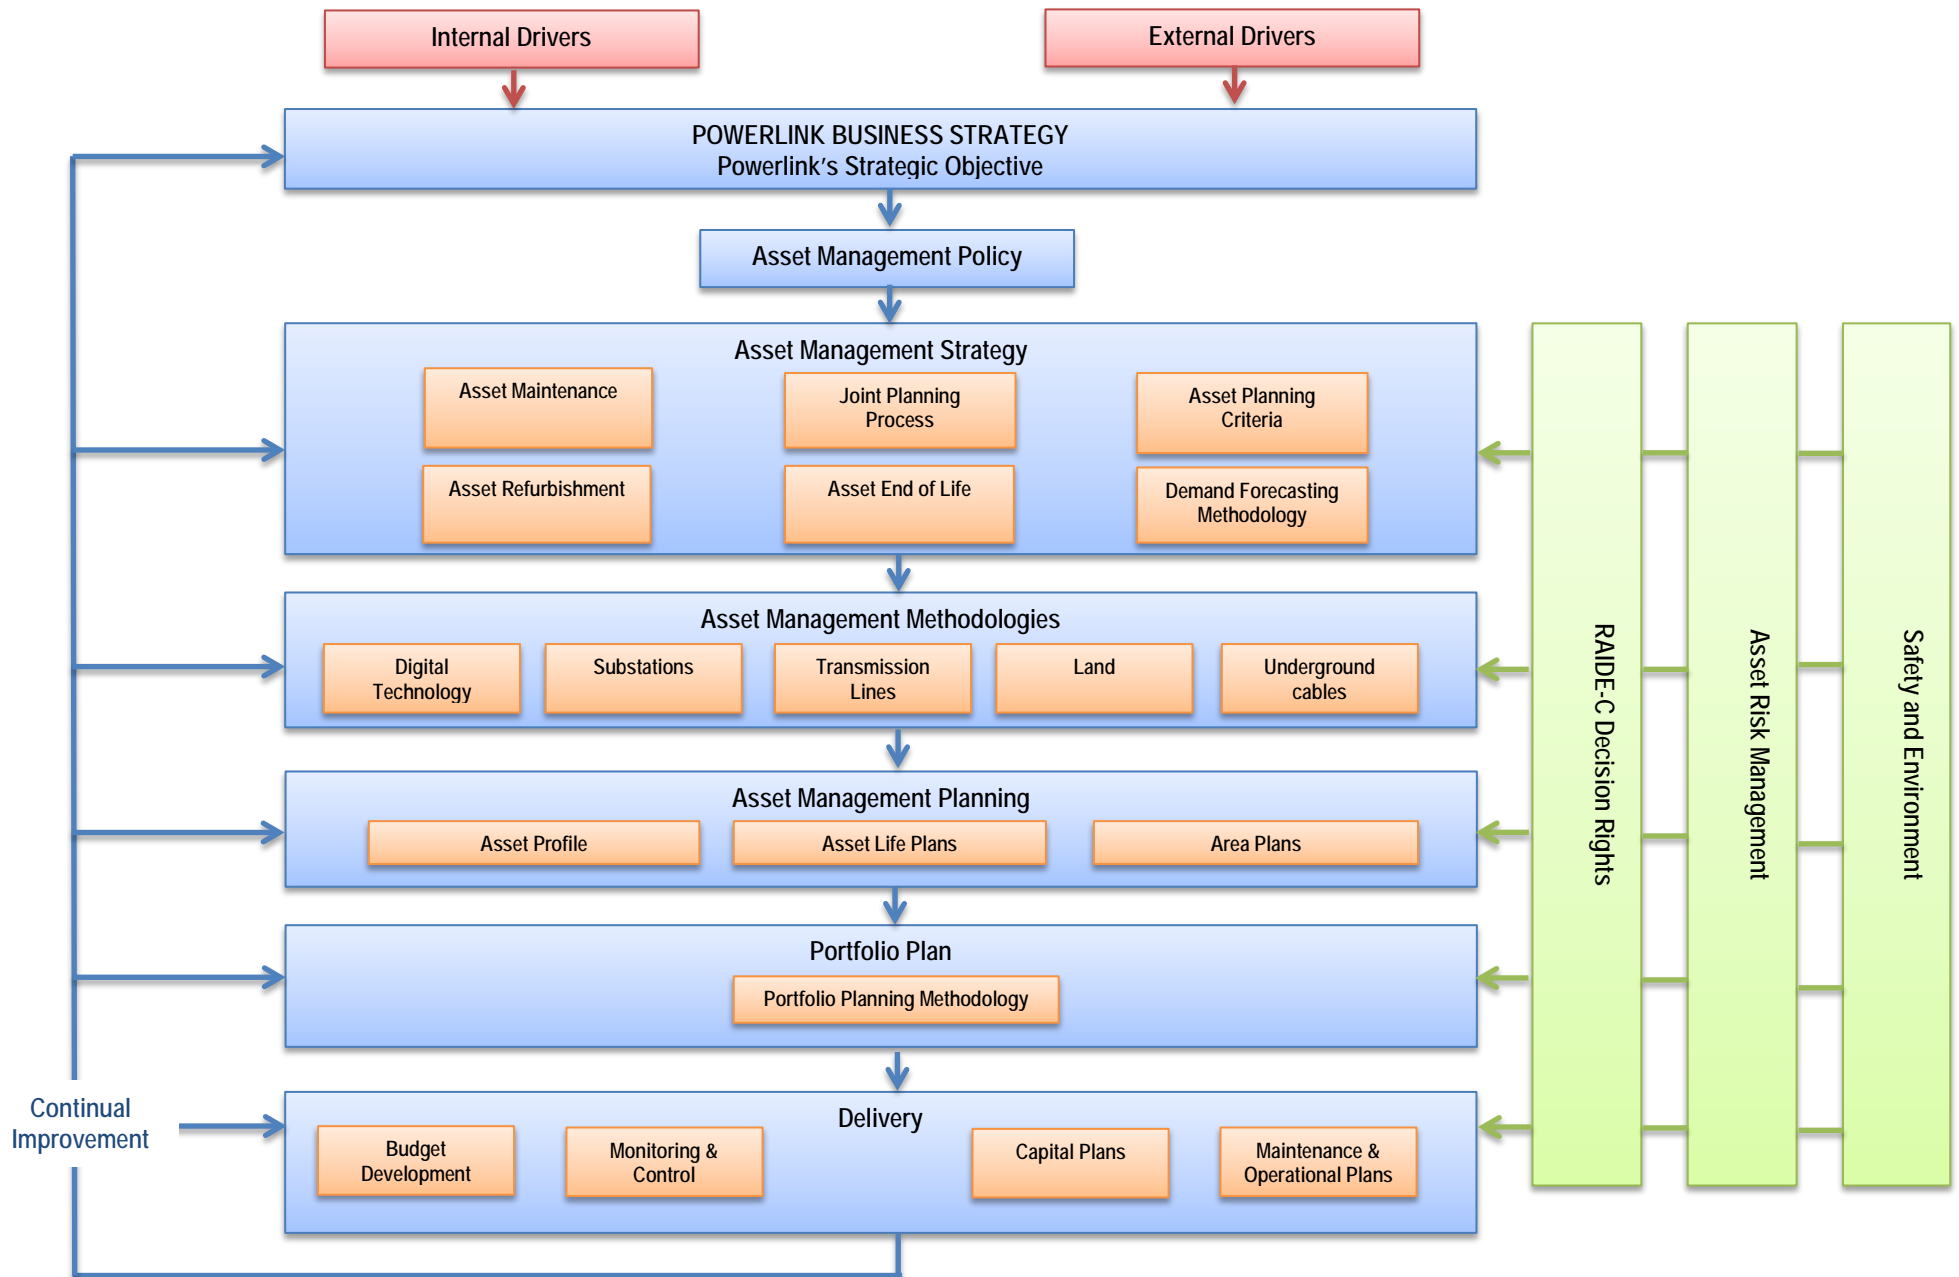 Internal Drivers
External Drivers
POWERLINK BUSINESS STRATEGY
Powerlink's Strategic Objective
Asset Management Policy
Asset Management Strategy
Asset Maintenance
Joint Planning
Process
Asset Planning
Criteria
Asset Refurbishment
Asset End of Life
Demand Forecasting
Methodology
Asset Management Methodologies
Digital
Technology
Substations
Transmission
Lines
Land
Underground
cables
Asset Management Planning
Asset Profile
Asset Life Plans
Area Plans
Portfolio Plan
Portfolio Planning Methodology
Delivery
Budget
Development
Monitoring &
Control
Capital Plans
Maintenance &
Operational Plans
Continual
Improvement
RAIDE-C Decision Rights
Asset Risk Management
Safety and Environment